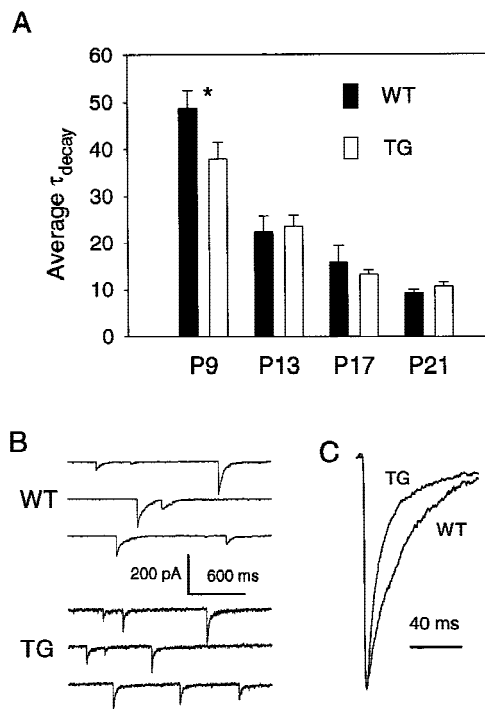 A
Average τdecay
60
50
40
30
20
10
0
*
WT
TG
P9 P13 P17 P21
B
WT
200 pA 600 ms
TG
C
TG
WT
40 ms